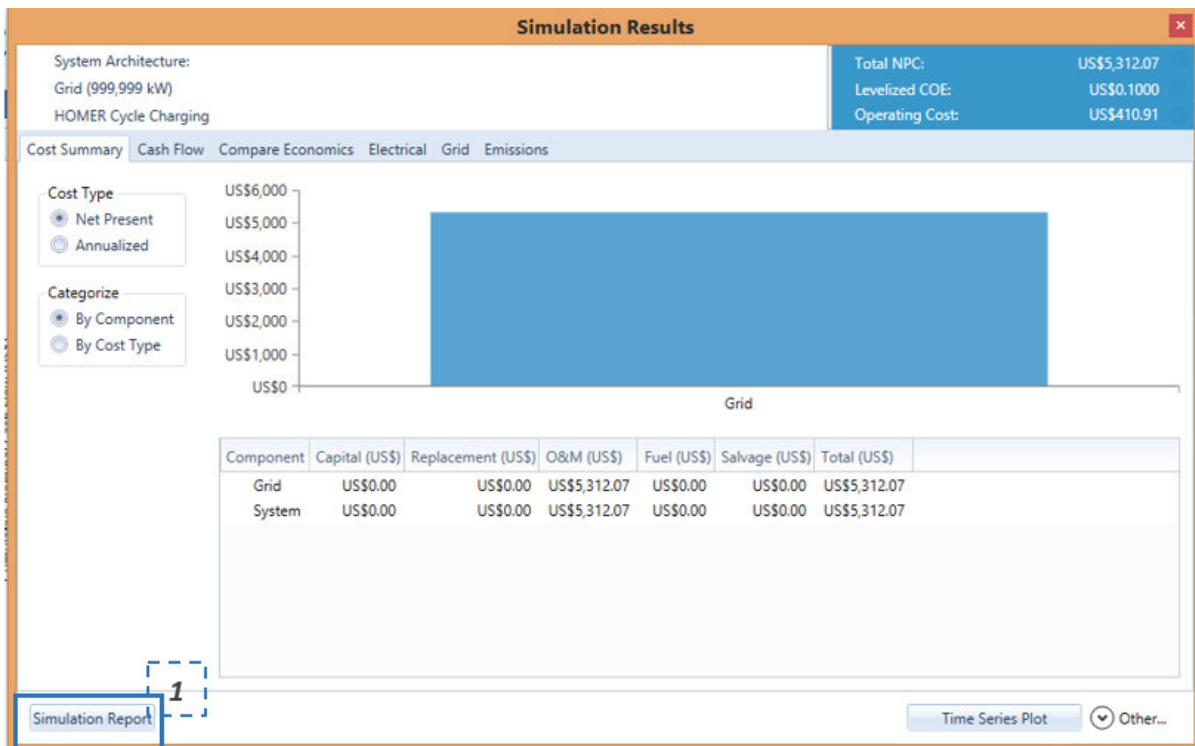 Simulation Results
System Architecture:
Grid (999,999 kW)
HOMER Cycle Charging
Total NPC: US$5,312.07
Levelized COE: US$0.1000
Operating Cost: US$410.91
Cost Summary Cash Flow Compare Economics Electrical Grid Emissions
Cost Type
Net Present
Annualized
Categorize
By Component
By Cost Type
US$6,000
US$5,000
US$4,000
US$3,000
US$2,000
US$1,000
US$0
Grid
Component Capital (US$) Replacement (US$) O&M (US$) Fuel (US$) Salvage (US$) Total (US$)
Grid US$0.00 US$0.00 US$5,312.07 US$0.00 US$0.00 US$5,312.07
System US$0.00 US$0.00 US$5,312.07 US$0.00 US$0.00 US$5,312.07
1
Simulation Report
Time Series Plot
Other...